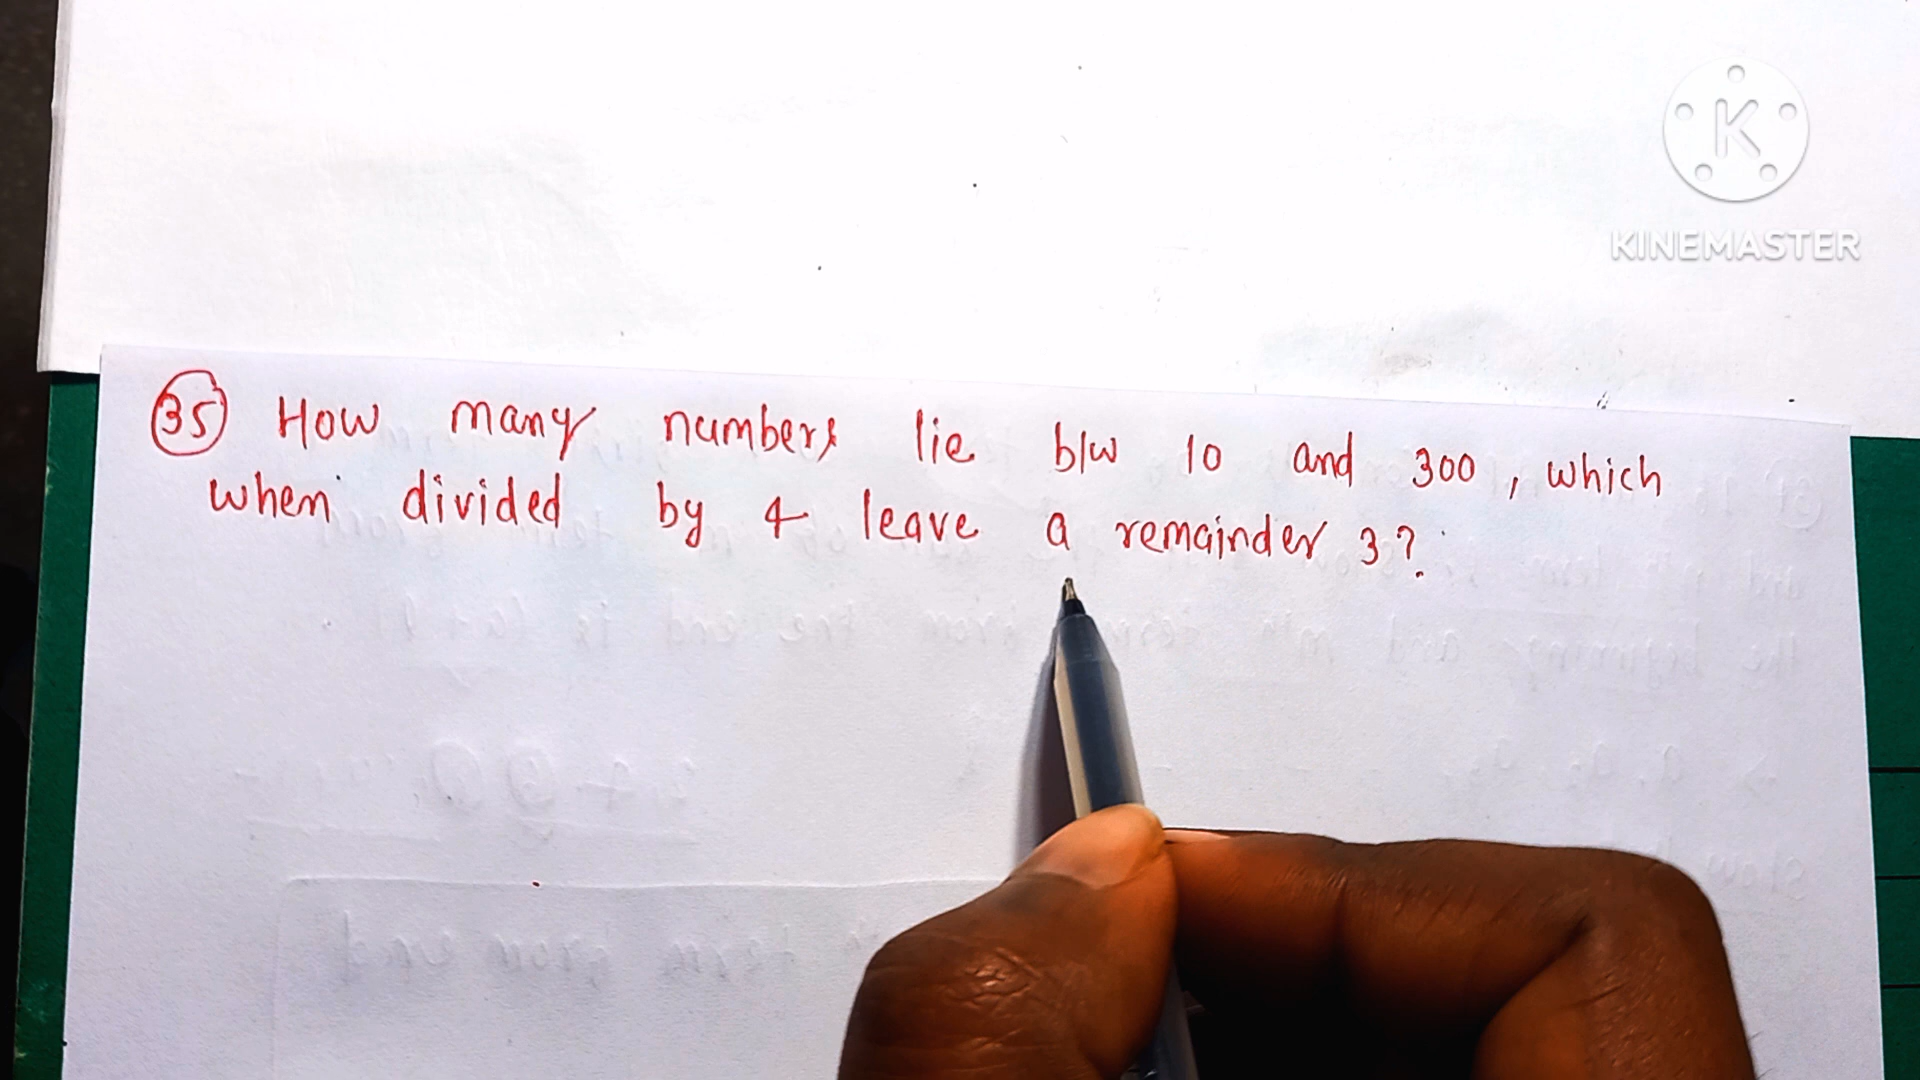 K
KINEMASTER
35 How many numbers lie b/w 10 and 300, which
when divided by 4 leave a remainder 3?